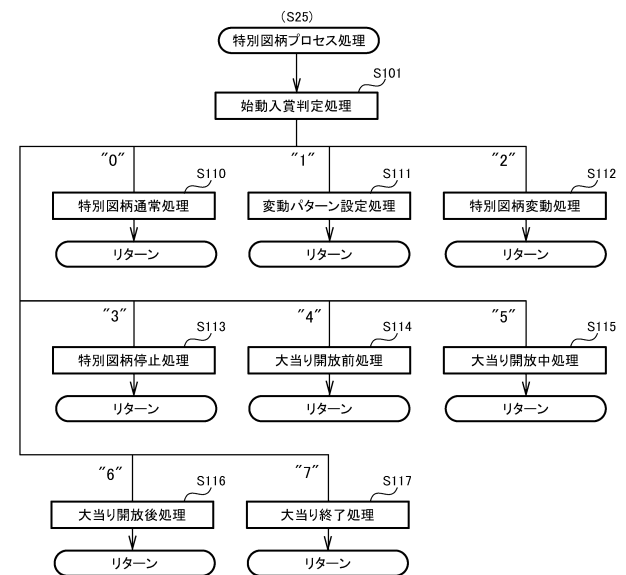 (S25)
特別図柄プロセス処理
S101
始動入賞判定処理
"0"
"1"
"2"
S110
S111
S112
特別図柄通常処理
変動パターン設定処理
特別図柄変動処理
リターン
リターン
リターン
"3"
"4"
"5"
S113
S114
S115
特別図柄停止処理
大当り開放前処理
大当り開放中処理
リターン
リターン
リターン
"6"
"7"
S116
S117
大当り開放後処理
大当り終了処理
リターン
リターン